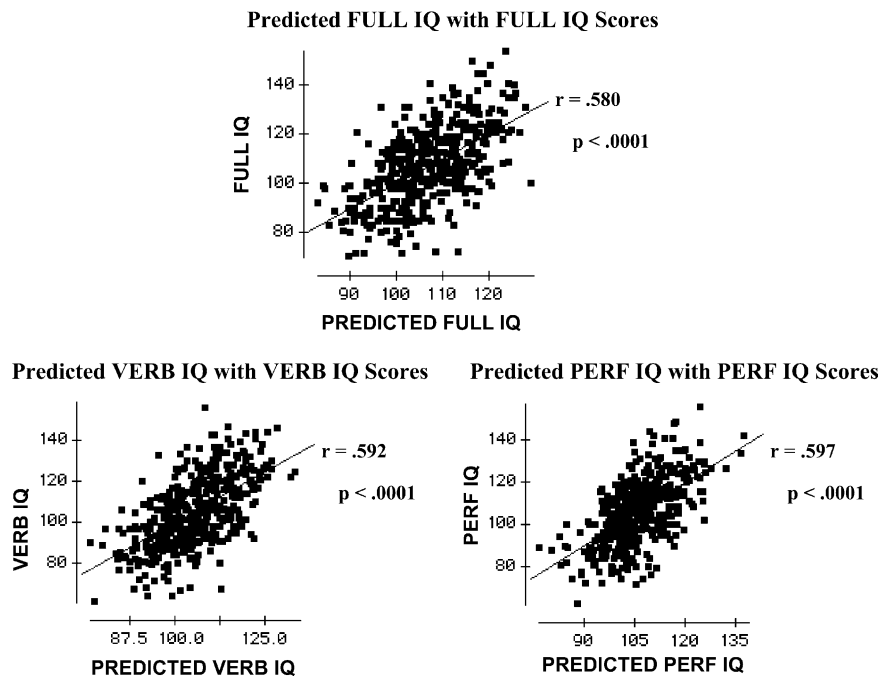 Predicted FULL IQ with FULL IQ Scores
140
120
100
80
FULL IQ
r = .580
p < .0001
90 100 110 120
PREDICTED FULL IQ
Predicted VERB IQ with VERB IQ Scores
140
120
100
80
VERB IQ
r = .592
p < .0001
87.5 100.0 125.0
PREDICTED VERB IQ
Predicted PERF IQ with PERF IQ Scores
140
120
100
80
PERF IQ
r = .597
p < .0001
90 105 120 135
PREDICTED PERF IQ